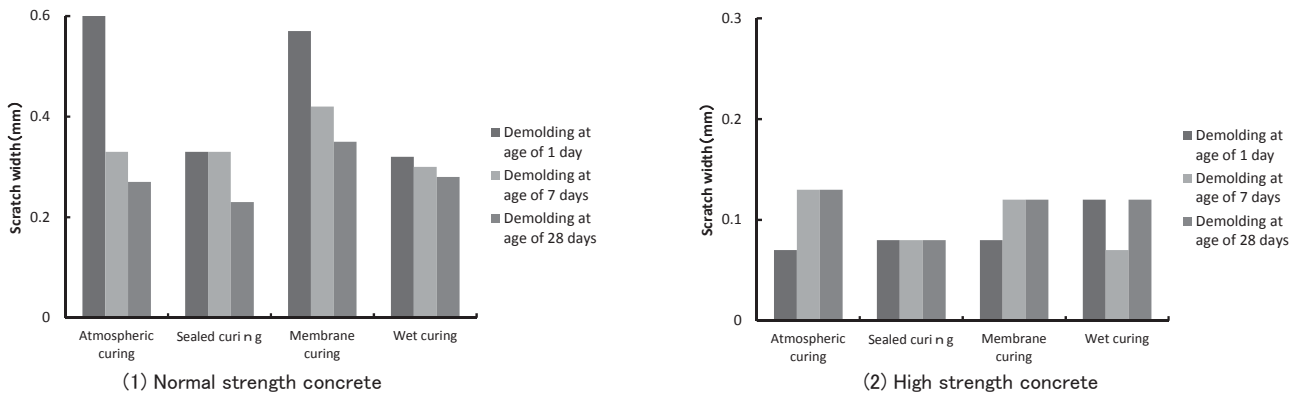 0.6
0.4
0.2
0
Scratch width(mm)
Atmospheric
curing
Sealed curing
Membrane
curing
Wet curing
Demolding at
age of 1 day
Demolding at
age of 7 days
Demolding at
age of 28 days
(1) Normal strength concrete
0.3
0.2
0.1
0
Scratch width(mm)
Atmospheric
curing
Sealed curing
Membrane
curing
Wet curing
Demolding at
age of 1 day
Demolding at
age of 7 days
Demolding at
age of 28 days
(2) High strength concrete